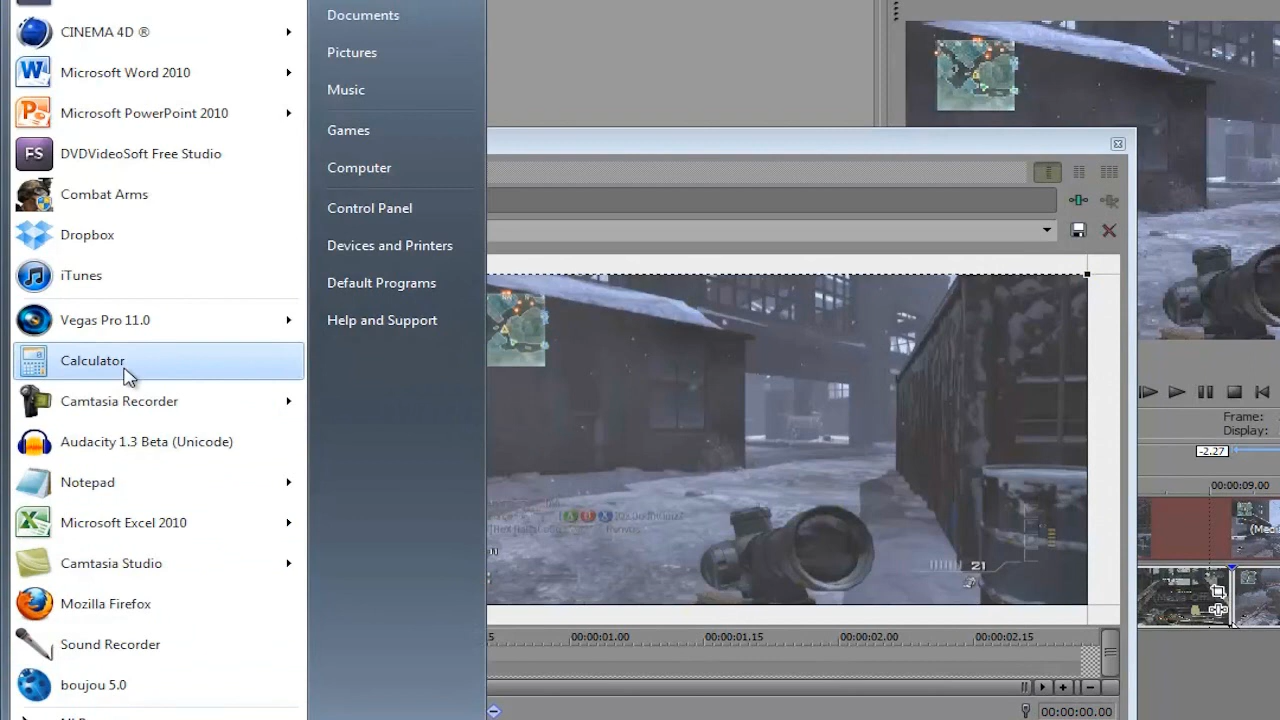 CINEMA 4D ®
Microsoft Word 2010
Microsoft PowerPoint 2010
FS
DVDVideoSoft Free Studio
Combat Arms
Dropbox
iTunes
Vegas Pro 11.0
Calculator
Camtasia Recorder
Audacity 1.3 Beta (Unicode)
Notepad
Microsoft Excel 2010
Camtasia Studio
Mozilla Firefox
Sound Recorder
boujou 5.0
Documents
Pictures
Music
Games
Computer
Control Panel
Devices and Printers
Default Programs
Help and Support
21
00:00:01.00
00:00:01.15
00:00:02.00
00:00:02.15
00:00:00.00
Frame:
Display:
-2.27
00:00:09.00